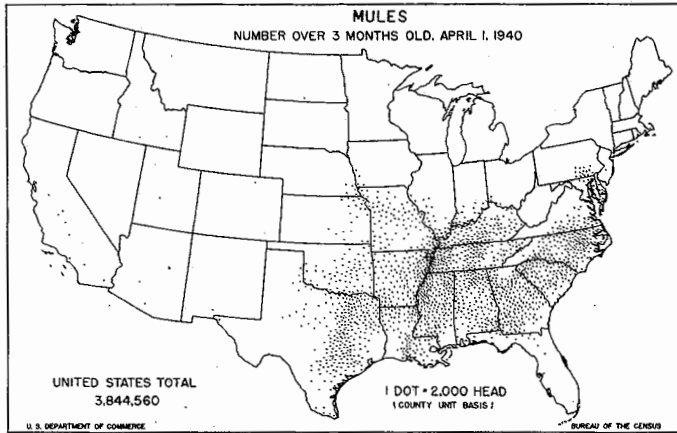 MULES
NUMBER OVER 3 MONTHS OLD, APRIL 1, 1940
UNITED STATES TOTAL
3,844,560
1 DOT = 2,000 HEAD
(COUNTY UNIT BASIS)
U. S. DEPARTMENT OF COMMERCE
BUREAU OF THE CENSUS